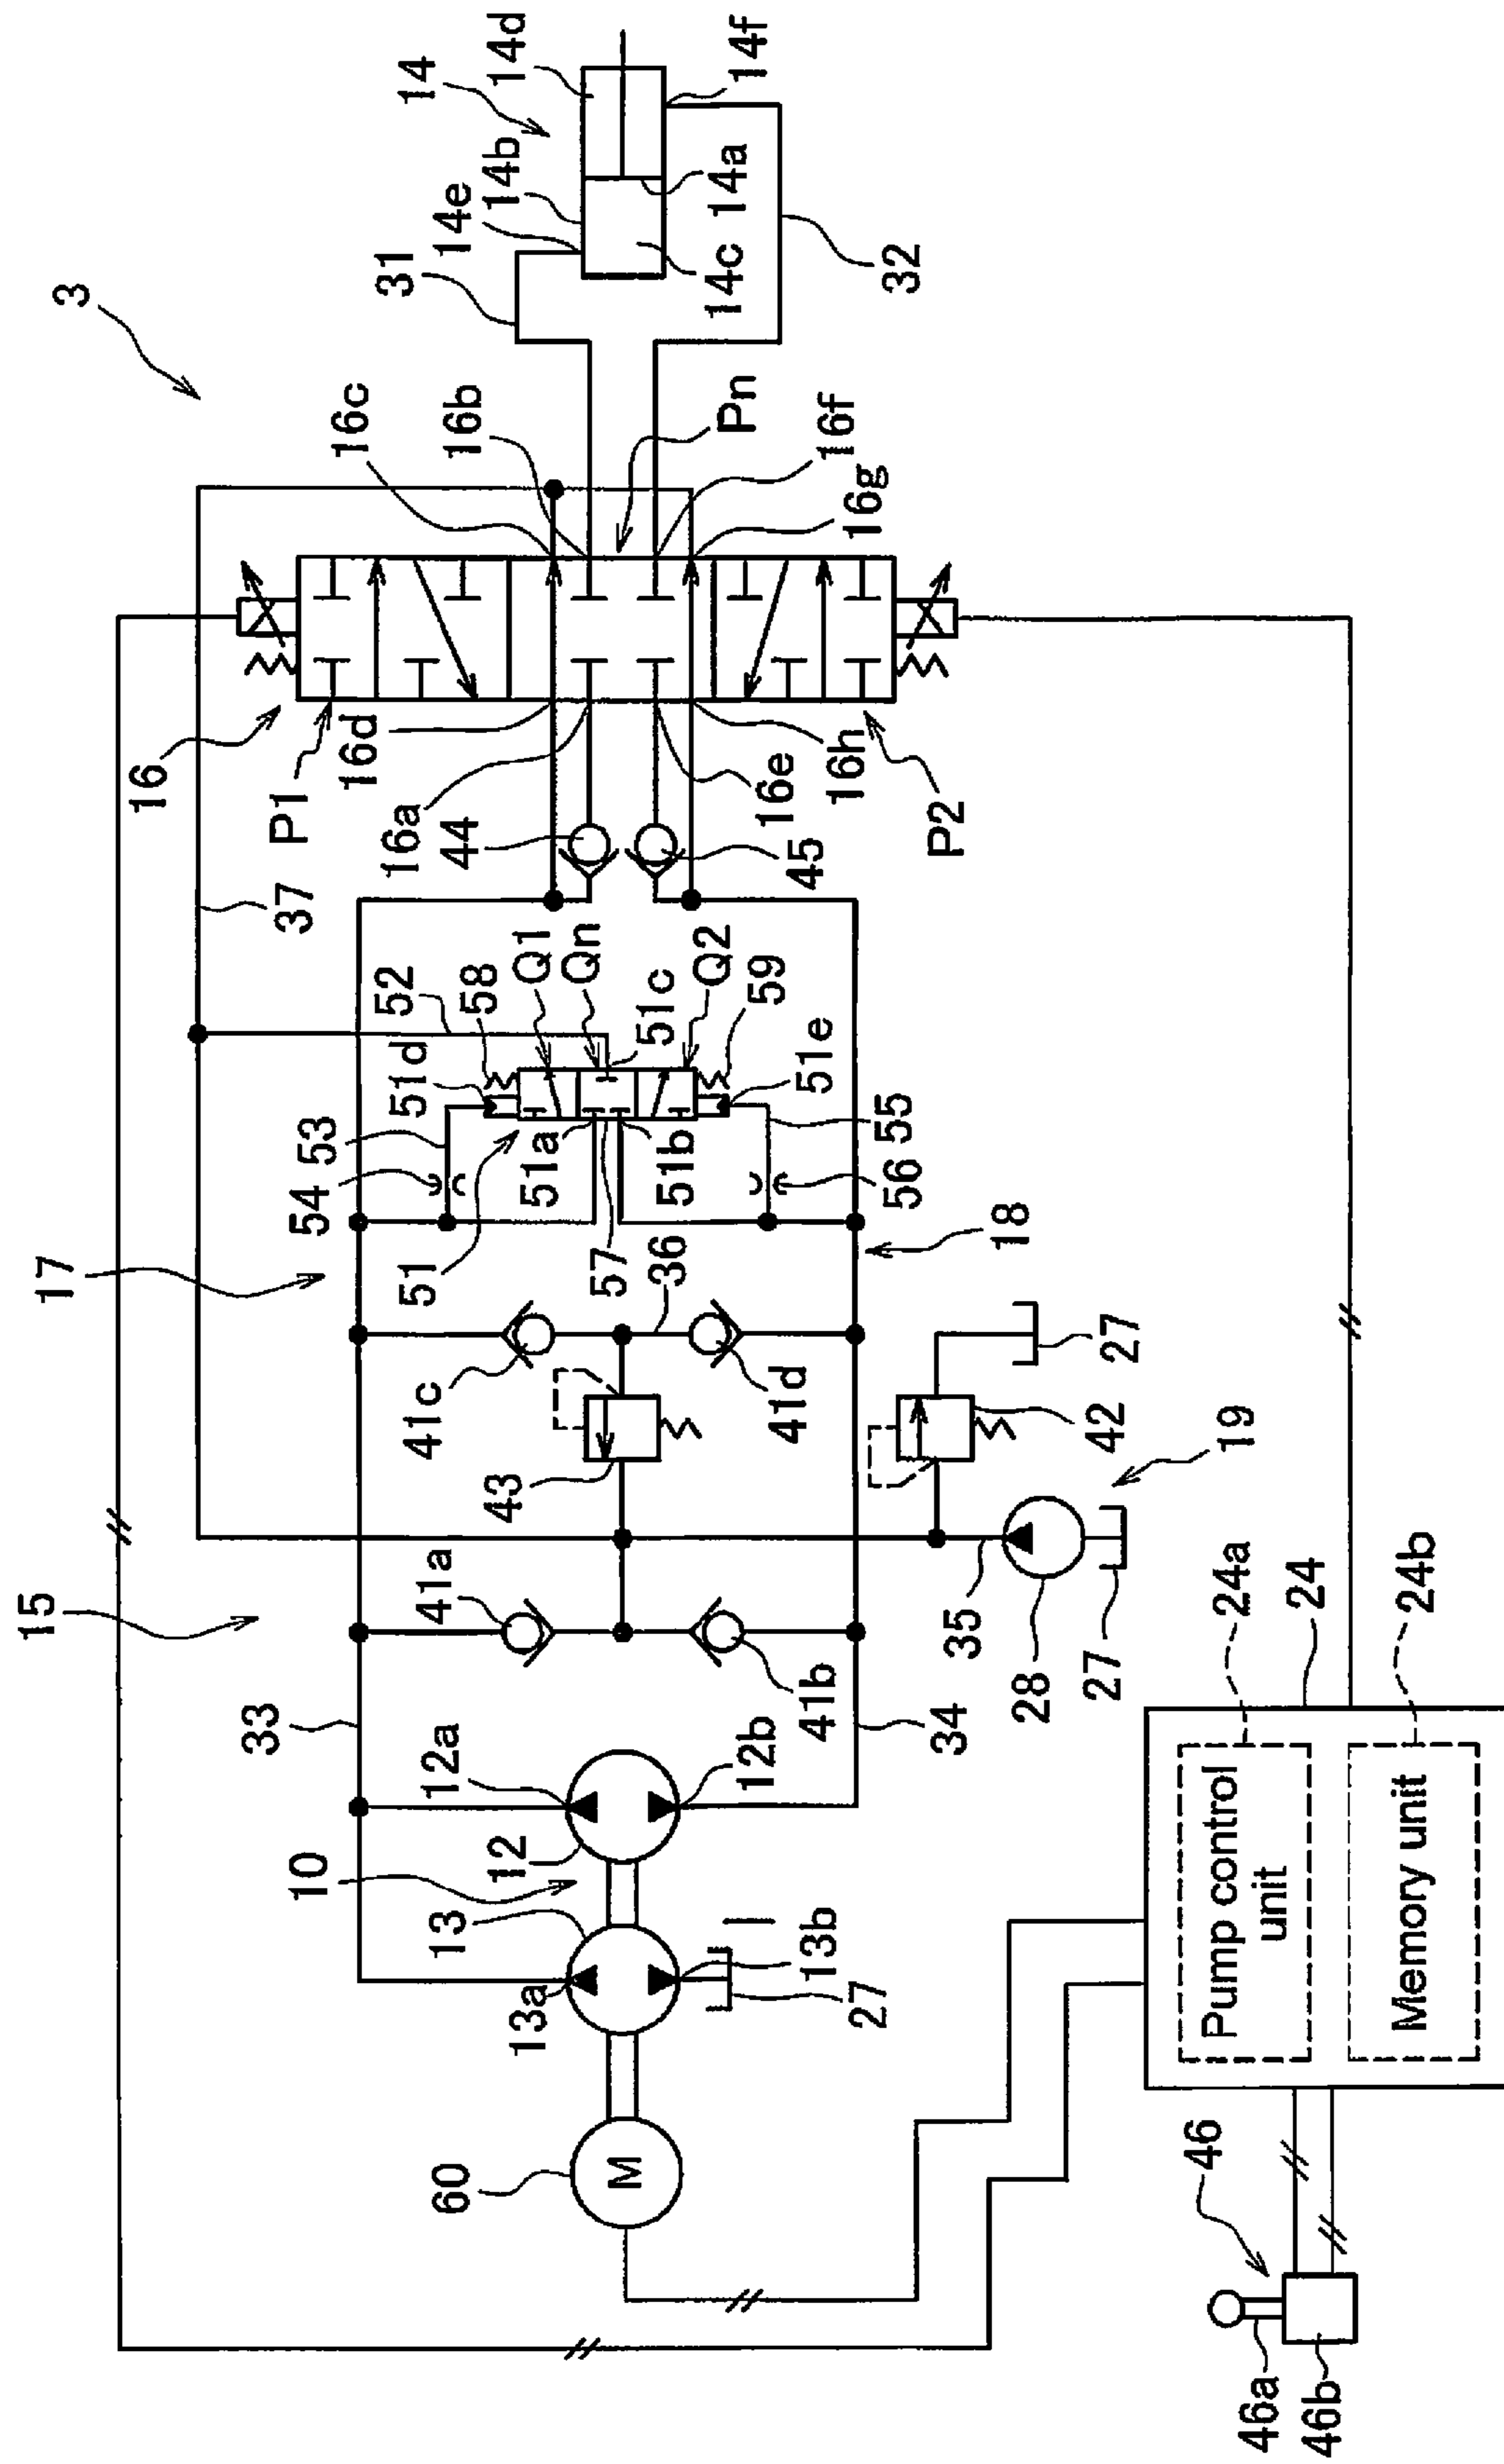 3
14
14d
14f
14b
14e
14a
14c
31
32
16c
16b
Pn
16f
16g
16
P1
16d
16a
44
16e
16h
45
P2
37
52
58
Q1
Qn
51c
Q2
59
51d
51e
53
54
51a
51b
55
56
17
51
57
36
18
41c
41d
43
42
27
19
15
41a
41b
35
28
27
33
12a
12b
34
10
12
13
13a
13b
27
60
M
24a
24
24b
Pump control
unit
Memory unit
46
46a
46b